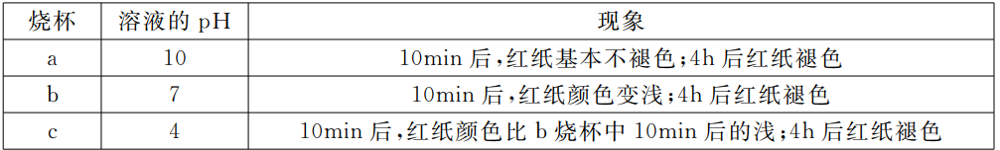 烧杯 溶液的 pH 现象
a 10 10min 后,红纸基本不褪色;4h 后红纸褪色
b 7 10min 后,红纸颜色变浅;4h 后红纸褪色
c 4 10min 后,红纸颜色比 b 烧杯中 10min 后的浅;4h 后红纸褪色